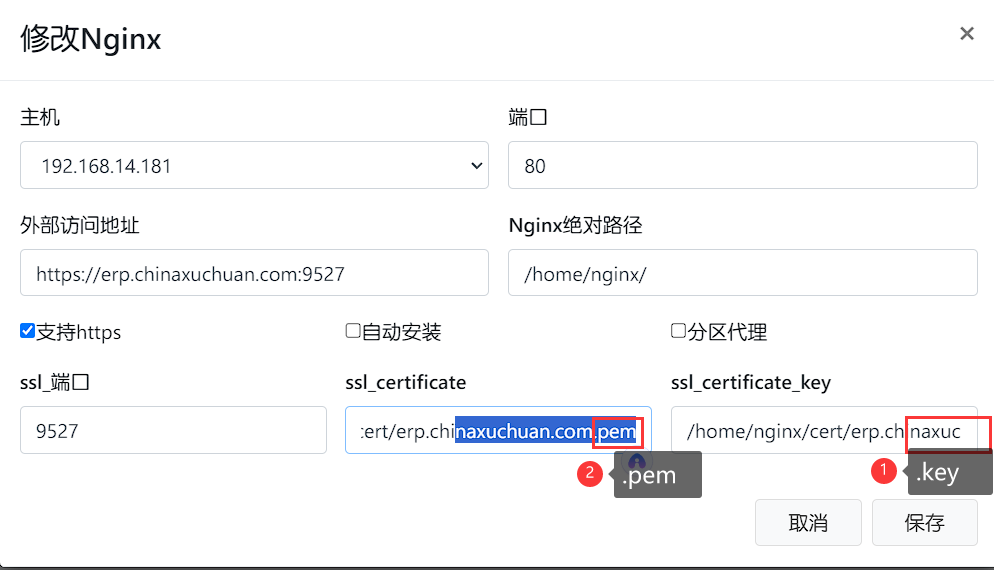 修改Nginx
×
主机
端口
192.168.14.181
80
外部访问地址
Nginx绝对路径
https://erp.chinaxuchuan.com:9527
/home/nginx/
支持https
自动安装
分区代理
ssl_端口
ssl_certificate
ssl_certificate_key
9527
cert/erp.chinaxuchuan.com.pem
/home/nginx/cert/erp.chinaxuc
2
.pem
1
.key
取消
保存